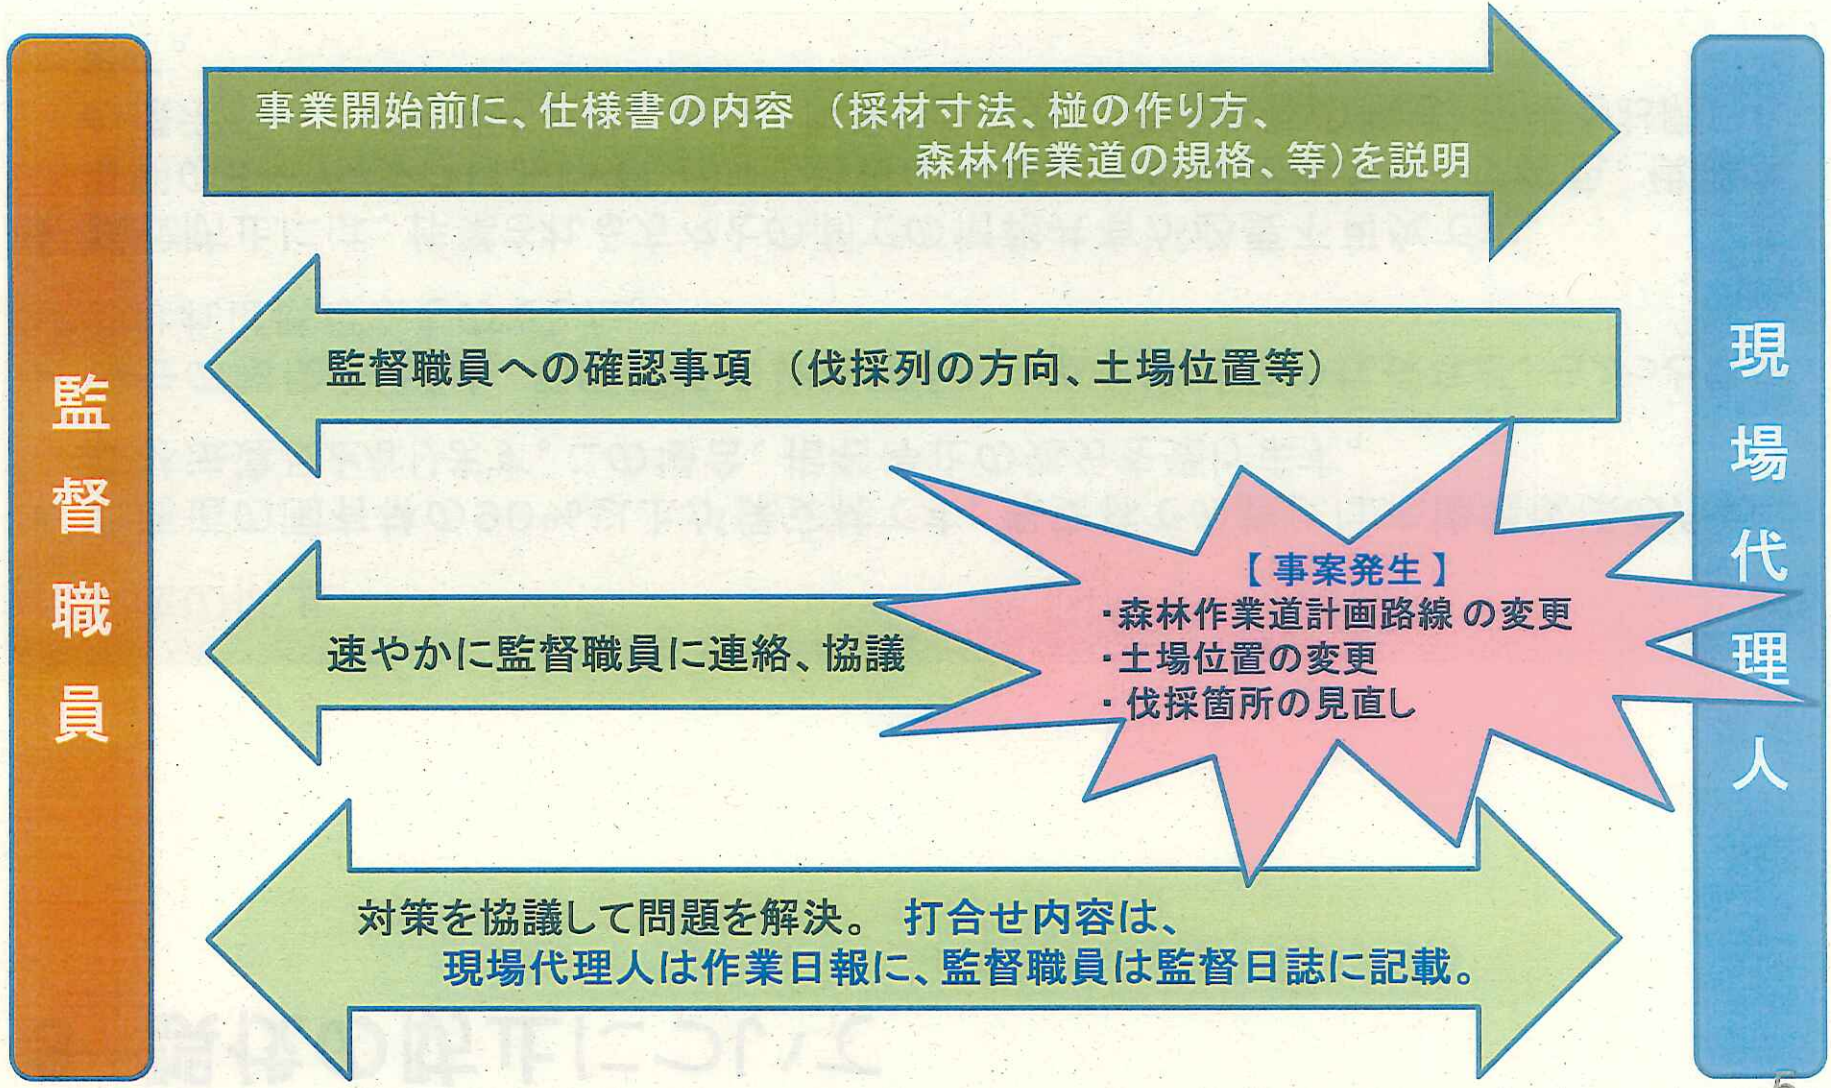 監督職員
事業開始前に、仕様書の内容 (採材寸法、椪の作り方、
森林作業道の規格、等)を説明
監督職員への確認事項 (伐採列の方向、土場位置等)
【 事案発生 】
・森林作業道計画路線 の変更
・土場位置の変更
・伐採箇所の見直し
速やかに監督職員に連絡、協議
対策を協議して問題を解決。 打合せ内容は、
現場代理人は作業日報に、監督職員は監督日誌に記載。
現場代理人
5